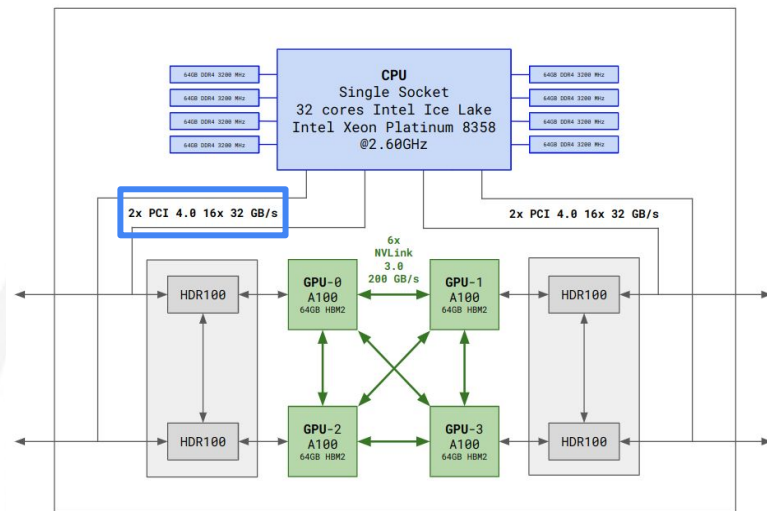 64GB DDR4 3200 MHz
64GB DDR4 3200 MHz
64GB DDR4 3200 MHz
64GB DDR4 3200 MHz
CPU
Single Socket
32 cores Intel Ice Lake
Intel Xeon Platinum 8358
@2.60GHz
64GB DDR4 3200 MHz
64GB DDR4 3200 MHz
64GB DDR4 3200 MHz
64GB DDR4 3200 MHz
2x PCI 4.0 16x 32 GB/s
2x PCI 4.0 16x 32 GB/s
6x
NVLink
3.0
200 GB/s
HDR100
GPU-0
A100
64GB HBM2
GPU-1
A100
64GB HBM2
HDR100
HDR100
GPU-2
A100
64GB HBM2
GPU-3
A100
64GB HBM2
HDR100